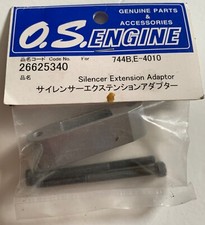 GENUINE PARTS
&
ACCESSORIES
O.S.ENGINE
品名コード Code No. For 744B.E-4010
26625340
品名 Name Silencer Extension Adaptor
サイレンサーエクステンションアダプター